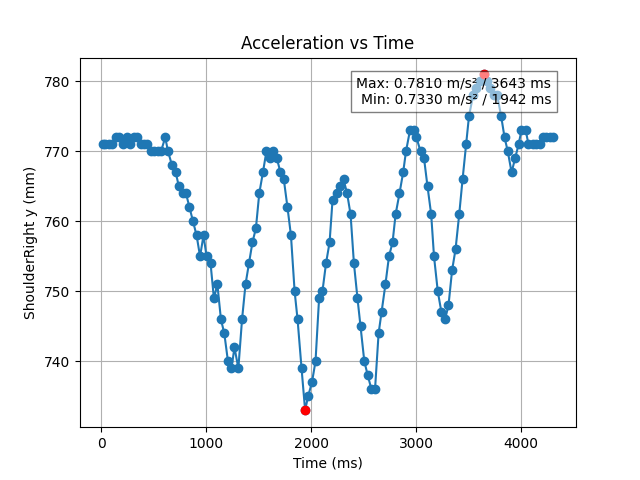 Acceleration vs Time
Max: 0.7810 m/s² / 3643 ms
Min: 0.7330 m/s² / 1942 ms
780
770
760
750
740
ShoulderRight y (mm)
0 1000 2000 3000 4000
Time (ms)